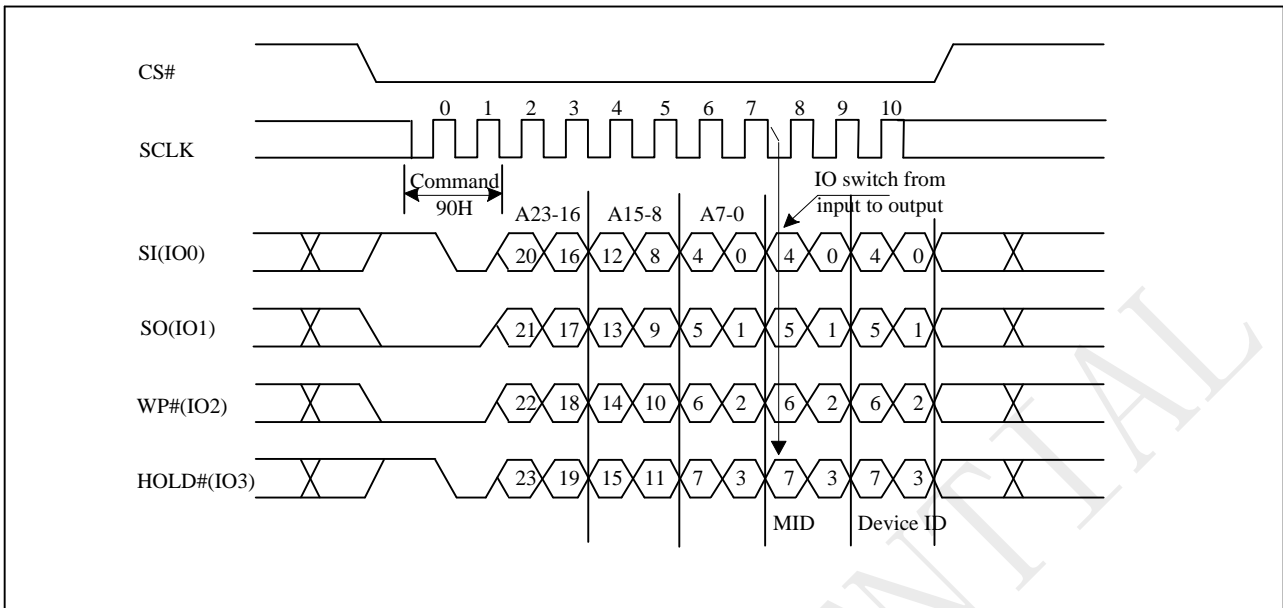 CS#
0 1 2 3 4 5 6 7 8 9 10
SCLK
Command
90H
IO switch from
input to output
A23-16 A15-8 A7-0
SI(IO0) 20 16 12 8 4 0 4 0 4 0
SO(IO1) 21 17 13 9 5 1 5 1 5 1
WP#(IO2) 22 18 14 10 6 2 6 2 6 2
HOLD#(IO3) 23 19 15 11 7 3 7 3 7 3
MID Device ID
NTIAL